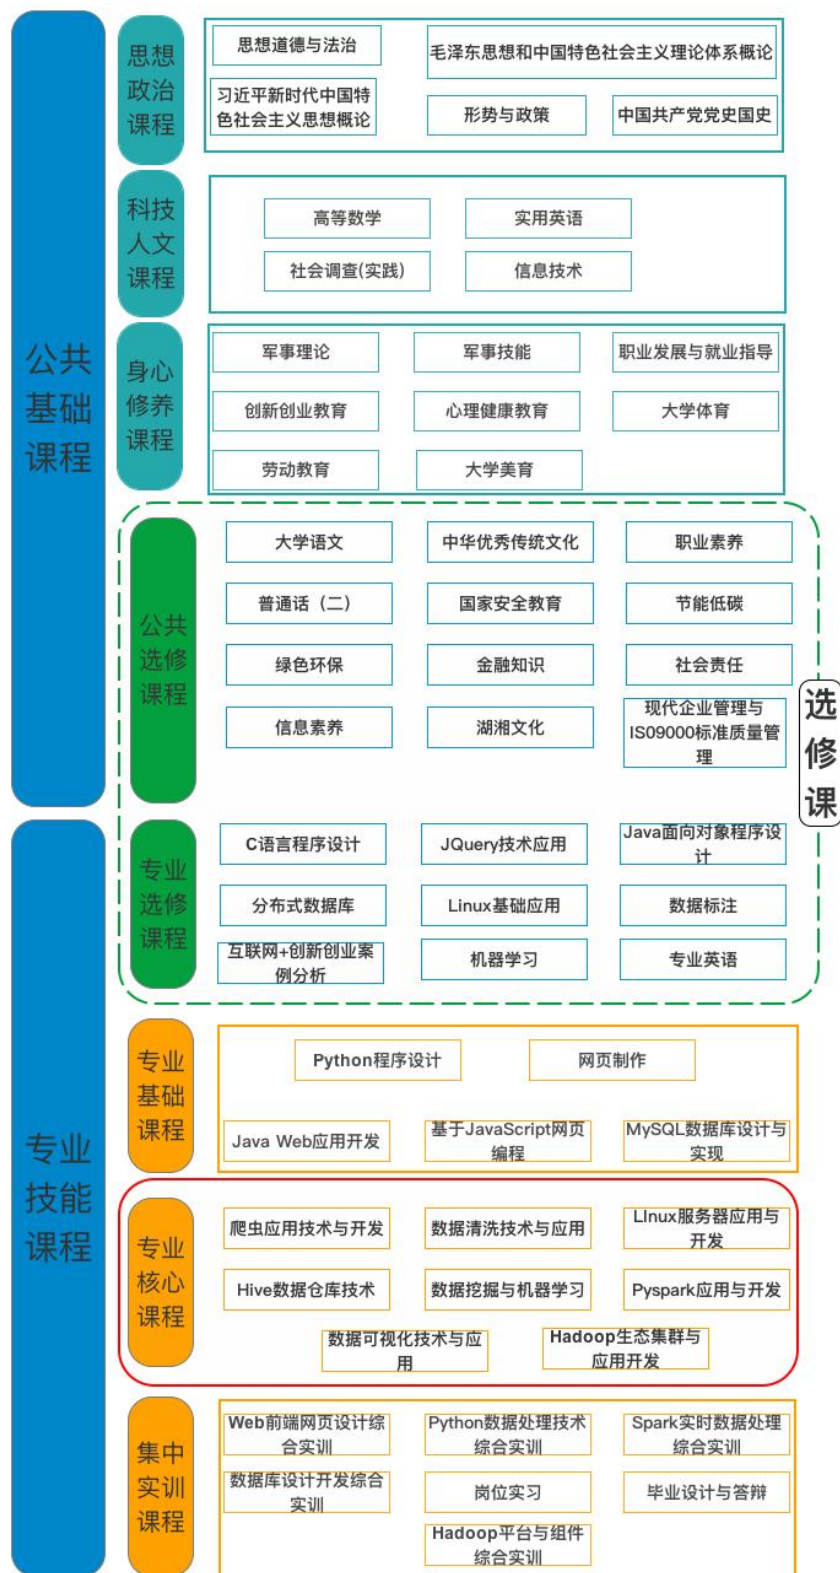 公共
基础
课程
思想
政治
课程
思想道德与法治
毛泽东思想和中国特色社会主义理论体系概论
习近平新时代中国特
色社会主义思想概论
形势与政策
中国共产党党史国史
科技
人文
课程
高等数学
实用英语
社会调查(实践)
信息技术
身心
修养
课程
军事理论
军事技能
职业发展与就业指导
创新创业教育
心理健康教育
大学体育
劳动教育
大学美育
公共
选修
课程
大学语文
中华优秀传统文化
职业素养
普通话（二）
国家安全教育
节能低碳
绿色环保
金融知识
社会责任
信息素养
湖湘文化
现代企业管理与
IS09000标准质量管
理
选
修
课
专业
技能
课程
专业
选修
课程
C语言程序设计
JQuery技术应用
Java面向对象程序设
计
分布式数据库
Linux基础应用
数据标注
互联网+创新创业案
例分析
机器学习
专业英语
专业
基础
课程
Python程序设计
网页制作
Java Web应用开发
基于JavaScript网页
编程
MySQL数据库设计与
实现
专业
核心
课程
爬虫应用技术与开发
数据清洗技术与应用
LInux服务器应用与
开发
Hive数据仓库技术
数据挖掘与机器学习
Pyspark应用与开发
数据可视化技术与应
用
Hadoop生态集群与
应用开发
集中
实训
课程
Web前端网页设计综
合实训
Python数据处理技术
综合实训
Spark实时数据处理
综合实训
数据库设计开发综合
实训
岗位实习
毕业设计与答辩
Hadoop平台与组件
综合实训